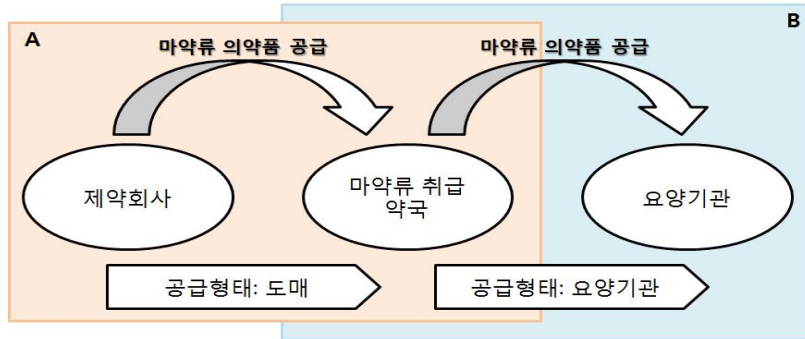 A
B
마약류 의약품 공급
마약류 의약품 공급
제약회사
마약류 취급
약국
요양기관
공급형태: 도매
공급형태: 요양기관